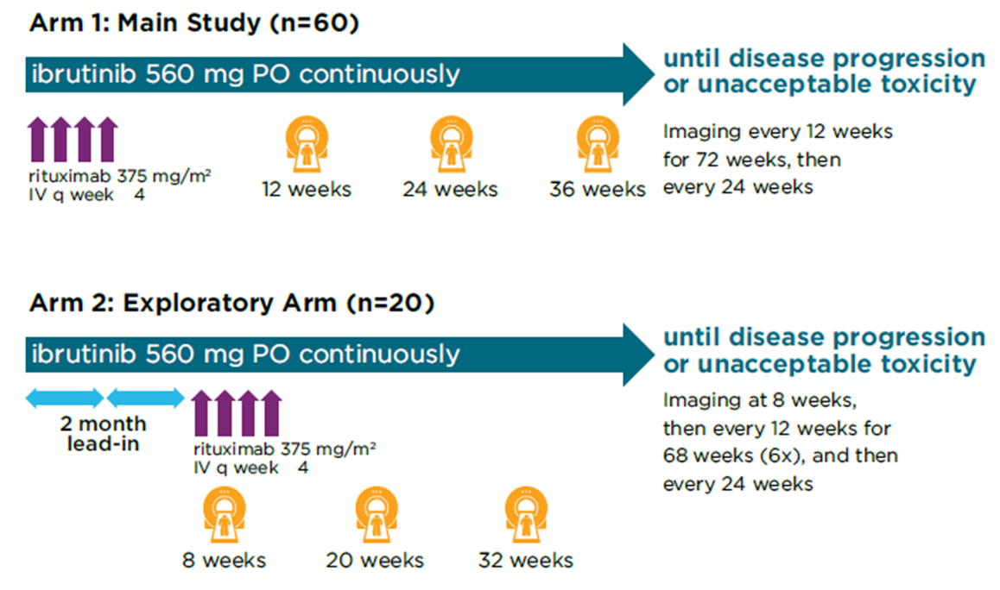 Arm 1: Main Study (n=60)
ibrutinib 560 mg PO continuously
until disease progression
or unacceptable toxicity
rituximab 375 mg/m²
IV q week 4
12 weeks
24 weeks
36 weeks
Imaging every 12 weeks
for 72 weeks, then
every 24 weeks
Arm 2: Exploratory Arm (n=20)
ibrutinib 560 mg PO continuously
until disease progression
or unacceptable toxicity
2 month
lead-in
rituximab 375 mg/m²
IV q week 4
8 weeks
20 weeks
32 weeks
Imaging at 8 weeks,
then every 12 weeks for
68 weeks (6x), and then
every 24 weeks